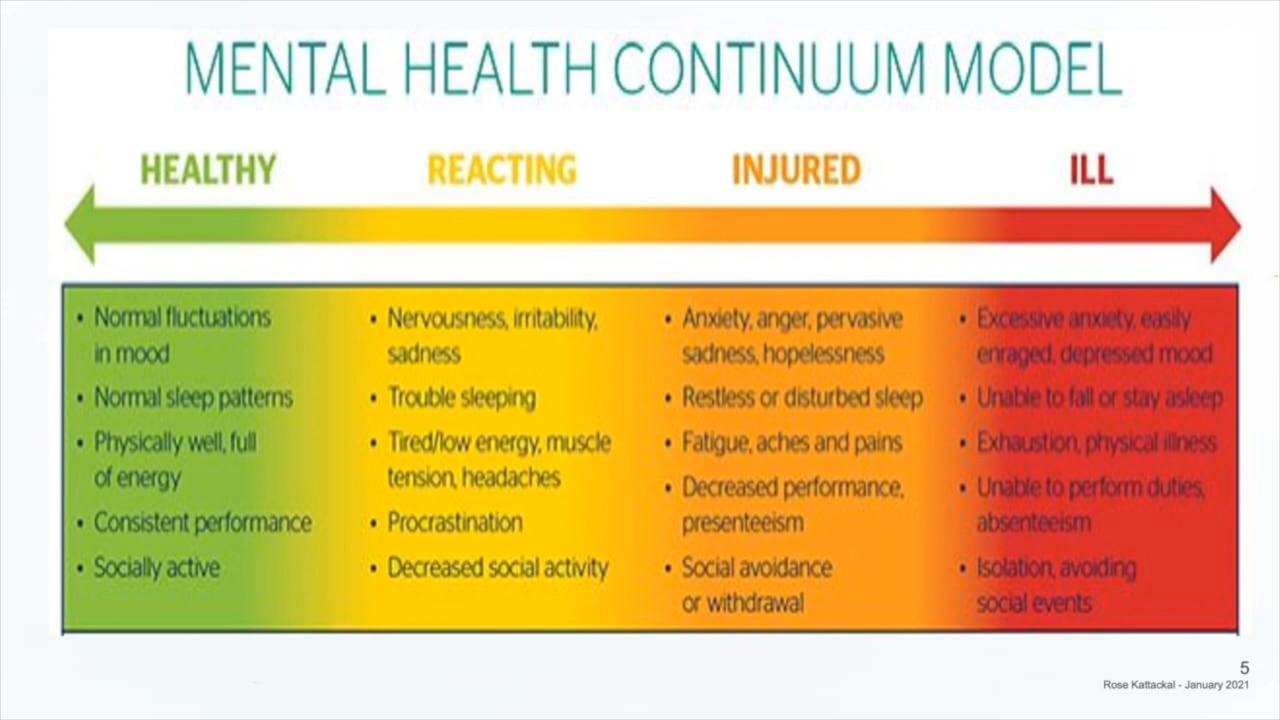 MENTAL HEALTH CONTINUUM MODEL
HEALTHY
REACTING
INJURED
ILL
• Normal fluctuations
in mood
• Normal sleep patterns
• Physically well, full
of energy
• Consistent performance
• Socially active
• Nervousness, irritability,
sadness
• Trouble sleeping
• Tired/low energy, muscle
tension, headaches
• Procrastination
• Decreased social activity
• Anxiety, anger, pervasive
sadness, hopelessness
• Restless or disturbed sleep
• Fatigue, aches and pains
• Decreased performance,
presenteeism
• Social avoidance
or withdrawal
• Excessive anxiety, easily
enraged, depressed mood
• Unable to fall or stay asleep
• Exhaustion, physical illness
• Unable to perform duties,
absenteeism
• Isolation, avoiding
social events
5
Rose Kattackal - January 2021